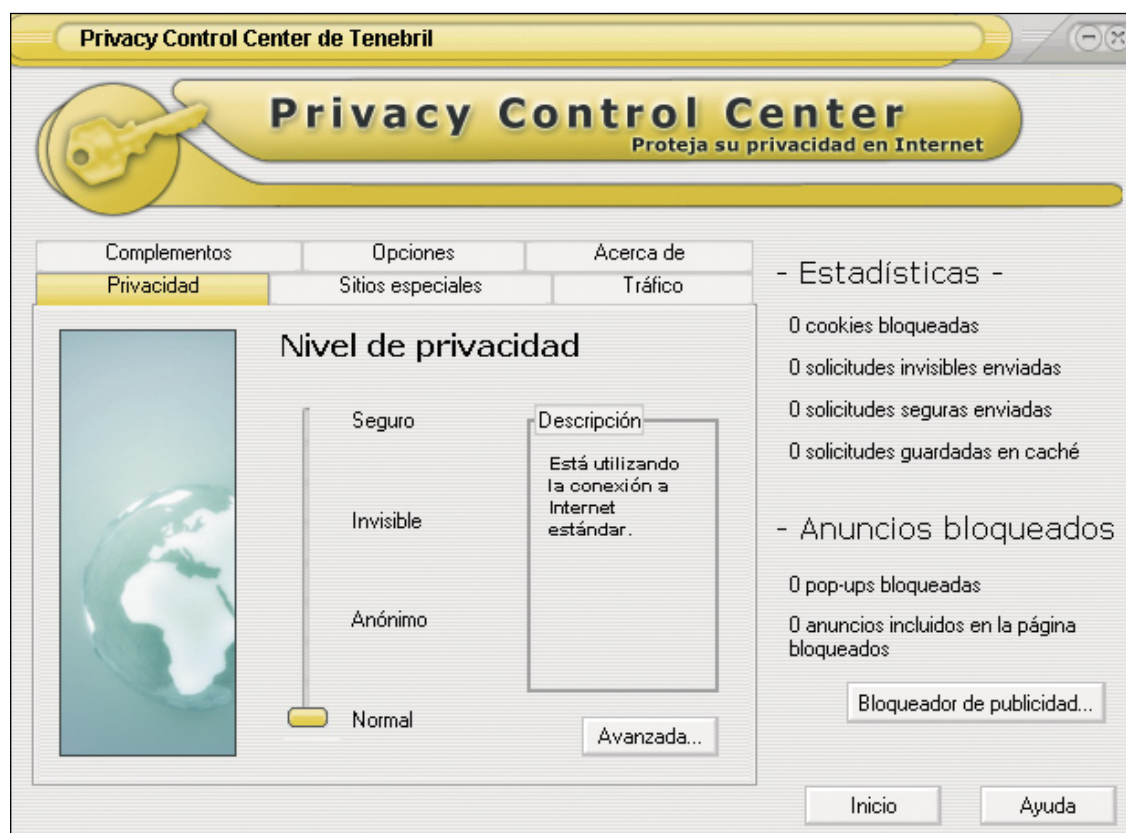 Privacy Control Center de Tenebril
Privacy Control Center
Proteja su privacidad en Internet
Complementos
Opciones
Acerca de
Privacidad
Sitios especiales
Tráfico
Nivel de privacidad
Seguro
Invisible
Anónimo
Normal
Descripción
Está utilizando
la conexión a
Internet
estándar.
Avanzada...
- Estadísticas -
0 cookies bloqueadas
0 solicitudes invisibles enviadas
0 solicitudes seguras enviadas
0 solicitudes guardadas en caché
- Anuncios bloqueados
0 pop-ups bloqueadas
0 anuncios incluidos en la página
bloqueados
Bloqueador de publicidad...
Inicio
Ayuda